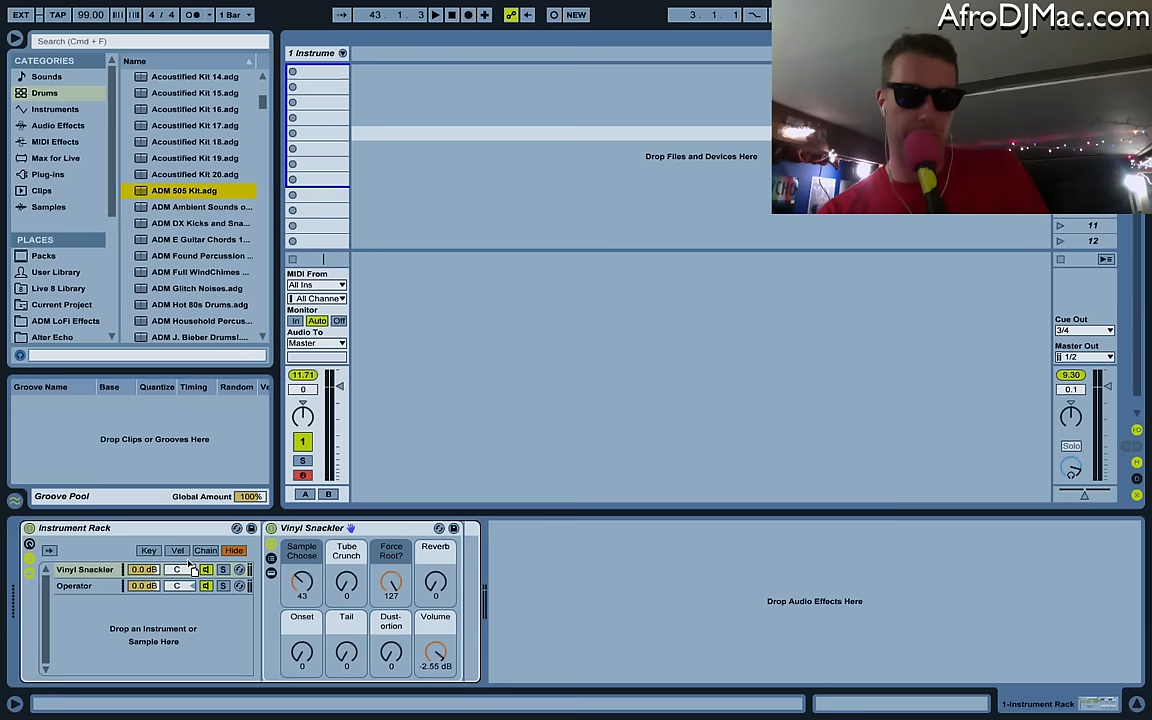 AfroDJMac.com
EXT
TAP
99.00
4 / 4
1 Bar
43. 1. 3
NEW
3. 1. 1
Search (Cmd + F)
CATEGORIES
Sounds
Drums
Instruments
Audio Effects
MIDI Effects
Max for Live
Plug-ins
Clips
Samples
PLACES
Packs
User Library
Live 8 Library
Current Project
ADM LoFi Effects
Alter Echo
Name
Acoustified Kit 14.adg
Acoustified Kit 15.adg
Acoustified Kit 16.adg
Acoustified Kit 17.adg
Acoustified Kit 18.adg
Acoustified Kit 19.adg
Acoustified Kit 20.adg
ADM 505 Kit.adg
ADM Ambient Sounds o...
ADM DX Kicks and Sna...
ADM E Guitar Chords 1...
ADM Found Percussion ...
ADM Full WindChimes ...
ADM Glitch Noises.adg
ADM Hot 80s Drums.adg
ADM Household Percus...
ADM J. Bieber Drums!....
1 Instrume
Drop Files and Devices Here
11
12
MIDI From
All Ins
All Channe
Monitor
In Auto Off
Audio To
Master
11.71
0
1
S
A B
Cue Out
3/4
Master Out
1/2
9.30
0.1
Solo
Groove Name Base Quantize Timing Random Ve
Drop Clips or Grooves Here
Groove Pool
Global Amount 100%
Instrument Rack
Key Vel Chain Hide
Vinyl Snackler 0.0 dB C S
Operator 0.0 dB C S
Drop an Instrument or
Sample Here
Vinyl Snackler
Sample
Choose
43
Tube
Crunch
0
Force
Root?
127
Reverb
0
Onset
0
Tail
0
Dust-
ortion
0
Volume
-2.55 dB
Drop Audio Effects Here
1-Instrument Rack